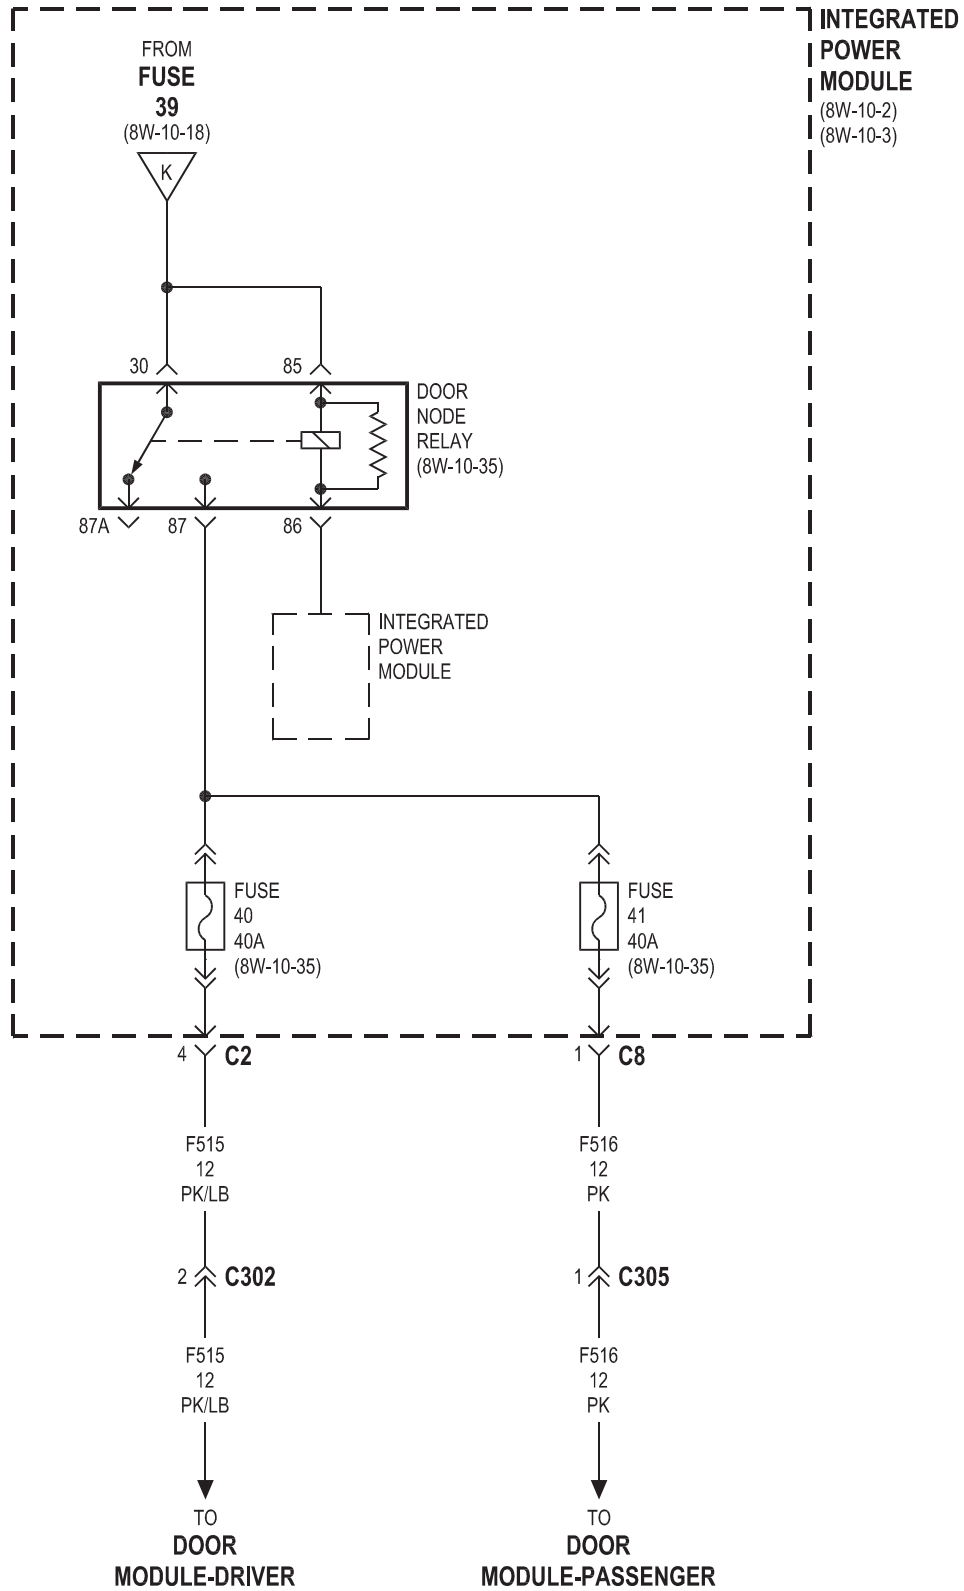 INTEGRATED
POWER
MODULE
(8W-10-2)
(8W-10-3)
FROM
FUSE
39
(8W-10-18)
K
30
85
DOOR
NODE
RELAY
(8W-10-35)
87A
87
86
INTEGRATED
POWER
MODULE
FUSE
40
40A
(8W-10-35)
FUSE
41
40A
(8W-10-35)
4
C2
1
C8
F515
12
PK/LB
F516
12
PK
2
C302
1
C305
F515
12
PK/LB
F516
12
PK
TO
DOOR
MODULE-DRIVER
TO
DOOR
MODULE-PASSENGER